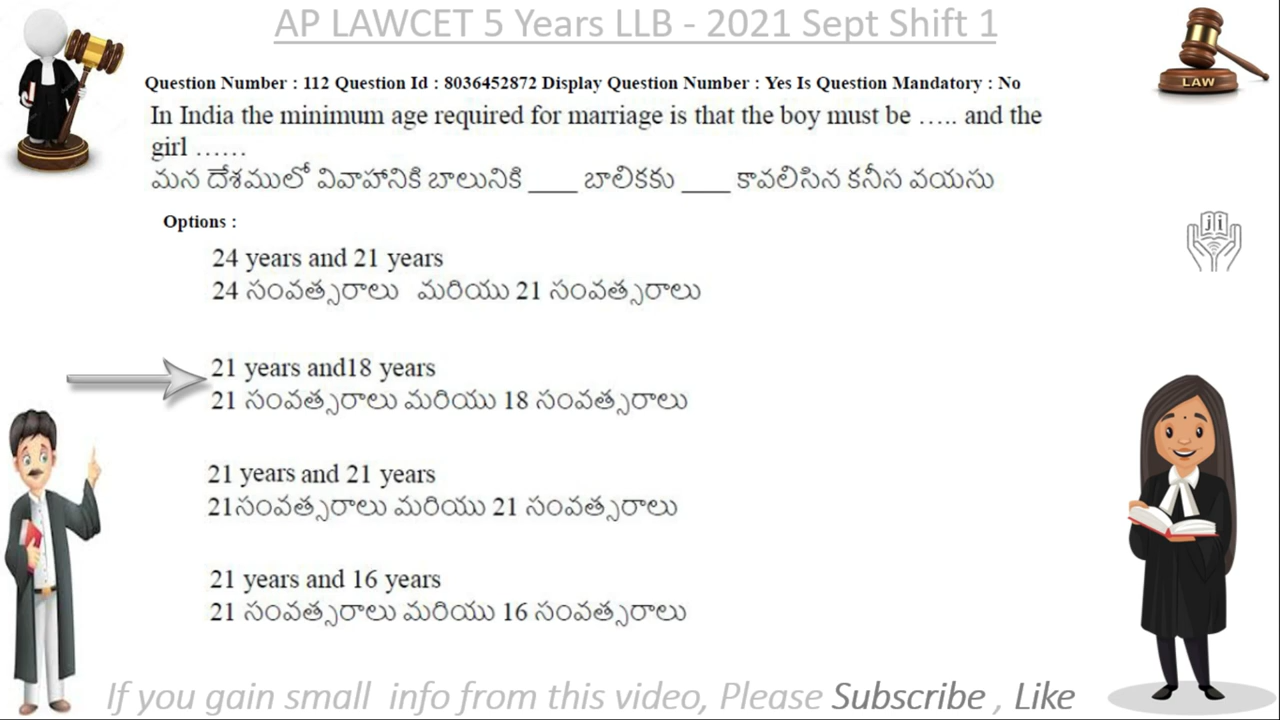 AP LAWCET 5 Years LLB - 2021 Sept Shift 1
LAW
Question Number : 112 Question Id : 8036452872 Display Question Number : Yes Is Question Mandatory : No
In India the minimum age required for marriage is that the boy must be ….. and the
girl ……
మన దేశములో వివాహానికి బాలునికి ____ బాలికకు ____ కావలిసిన కనీస వయసు
ji
Options :
24 years and 21 years
24 సంవత్సరాలు మరియు 21 సంవత్సరాలు
21 years and18 years
21 సంవత్సరాలు మరియు 18 సంవత్సరాలు
21 years and 21 years
21సంవత్సరాలు మరియు 21 సంవత్సరాలు
21 years and 16 years
21 సంవత్సరాలు మరియు 16 సంవత్సరాలు
If you gain small info from this video, Please Subscribe , Like